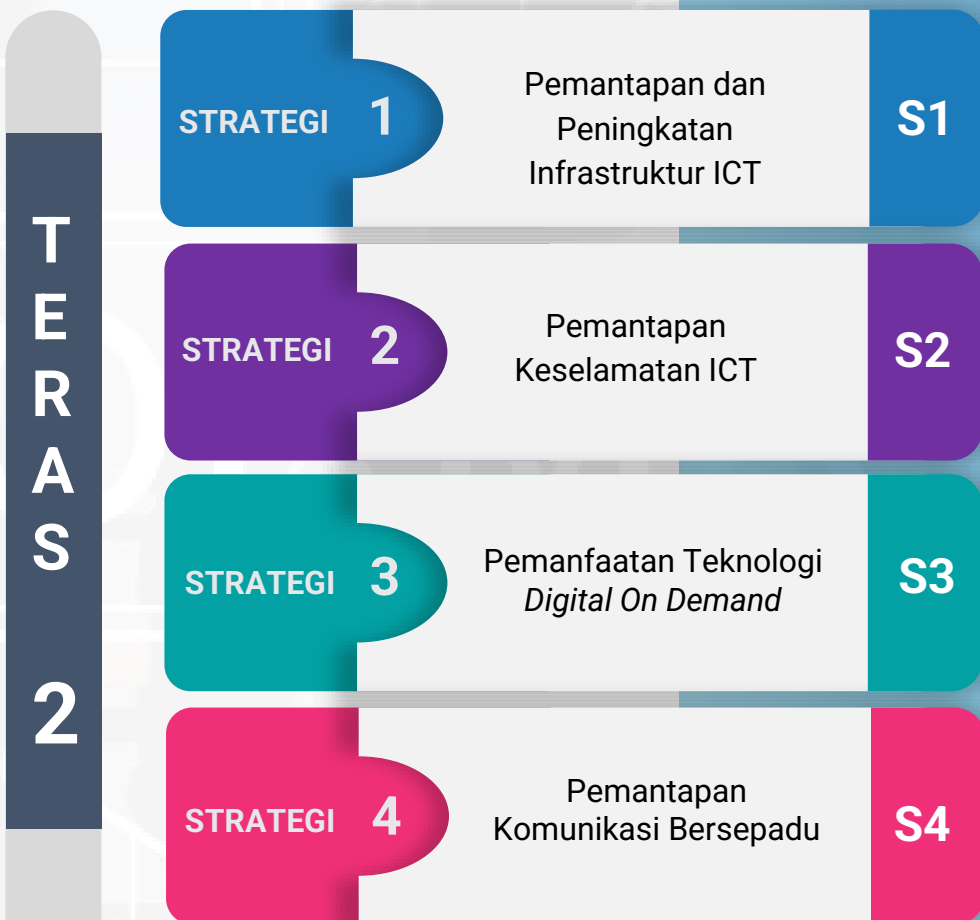 TERAS 2
STRATEGI 1
Pemantapan dan
Peningkatan
Infrastruktur ICT
S1
STRATEGI 2
Pemantapan
Keselamatan ICT
S2
STRATEGI 3
Pemanfaatan Teknologi
Digital On Demand
S3
STRATEGI 4
Pemantapan
Komunikasi Bersepadu
S4